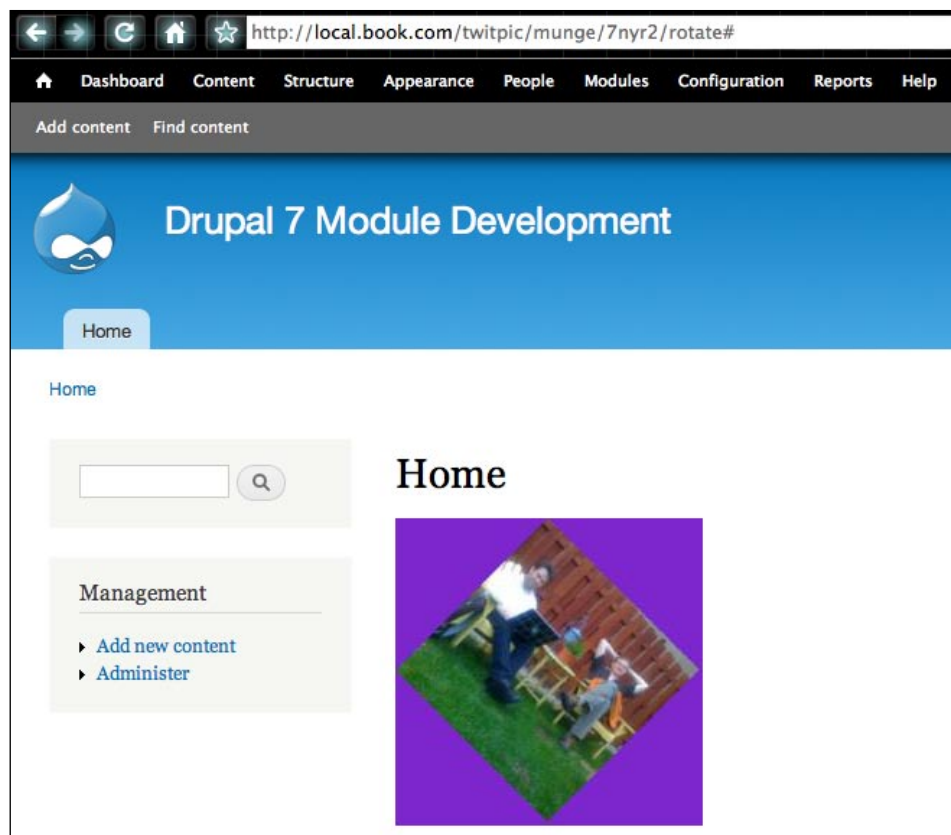 http://local.book.com/twitpic/munge/7nyr2/rotate#
Dashboard Content Structure Appearance People Modules Configuration Reports Help
Add content Find content
Drupal 7 Module Development
Home
Home
Home
Management
Add new content
Administer